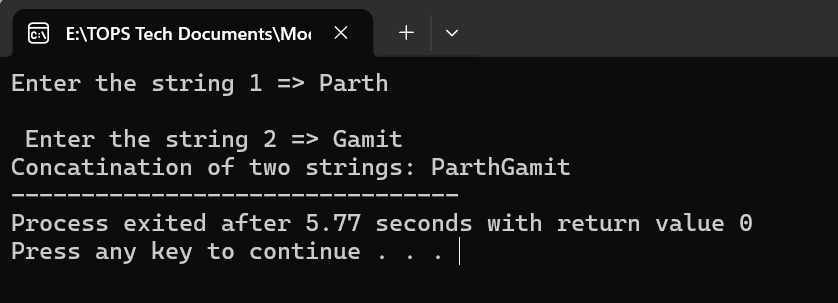 E:\TOPS Tech Documents\Mo
Enter the string 1 => Parth
Enter the string 2 => Gamit
Concatination of two strings: ParthGamit
--------------------------------
Process exited after 5.77 seconds with return value 0
Press any key to continue . . .